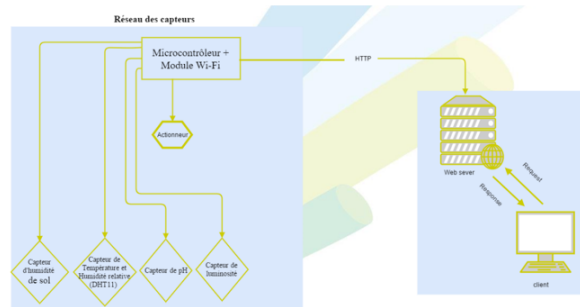 Réseau des capteurs
Microcontrôleur +
Module Wi-Fi
HTTP
Actionneur
Web sever
Request
Response
client
Capteur
d'humidité
de sol
Capteur de
Température et
Humidité relative
(DHT11)
Capteur de pH
Capteur de
luminosité